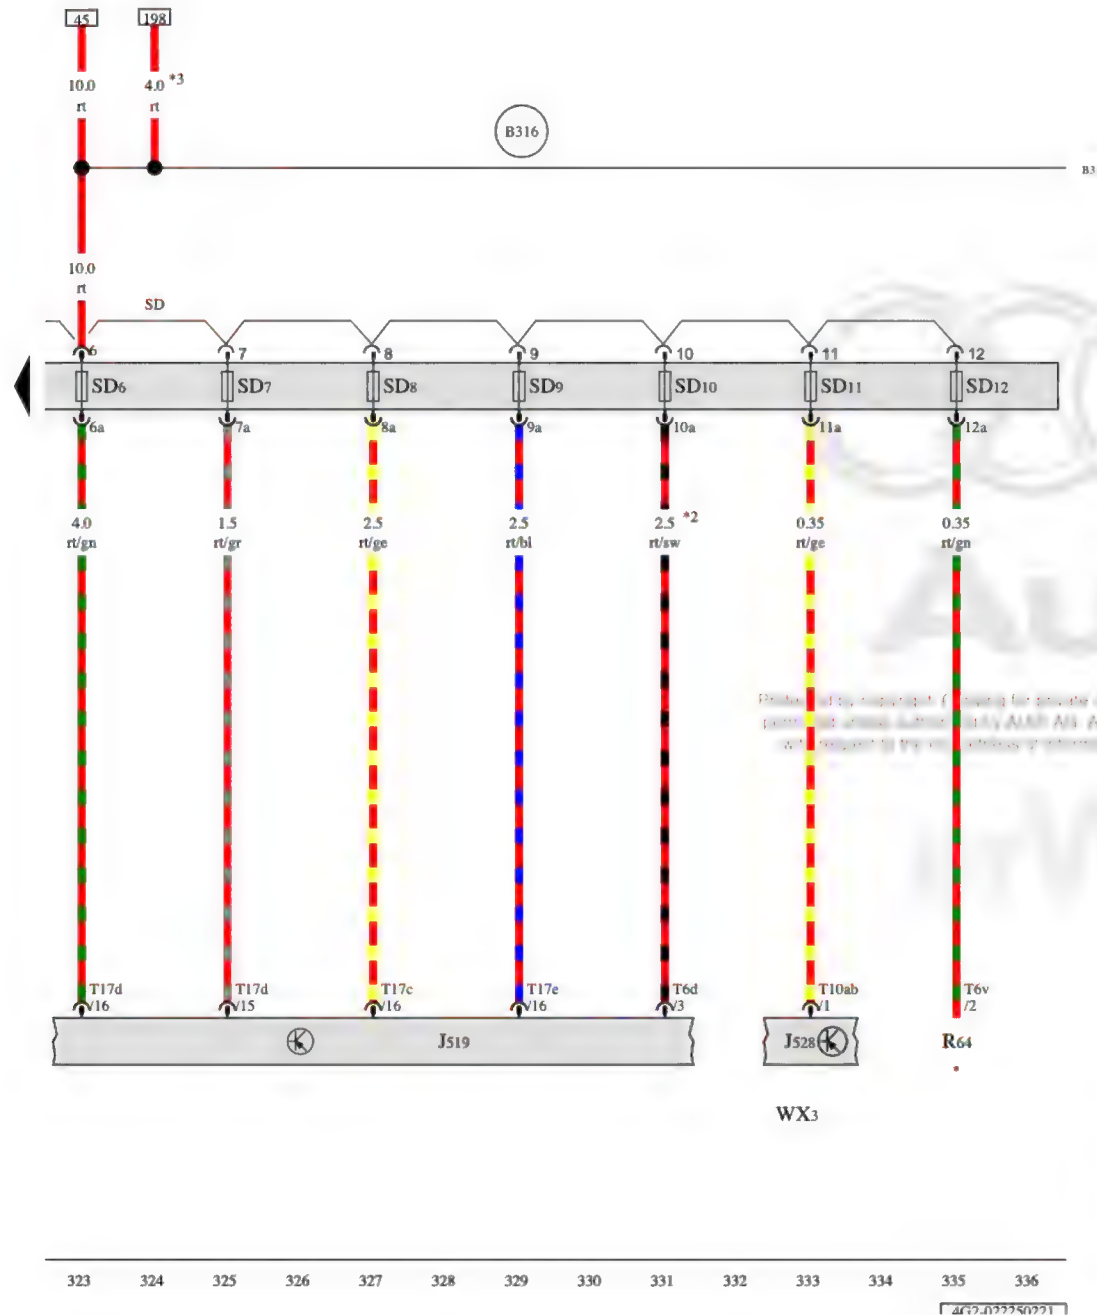 45 198
10.0 4.0 *3
rt rt
B316
B3
10.0
rt
SD
6 7 8 9 10 11 12
SD6 SD7 SD8 SD9 SD10 SD11 SD12
6a 7a 8a 9a 10a 11a 12a
4.0 1.5 2.5 2.5 2.5 *2 0.35 0.35
rt/gn rt/gr rt/ge rt/bl rt/sw rt/ge rt/gn
Au
T17d T17d T17c T17e T6d T10ab T6v
/16 /15 /16 /16 /3 /1 /2
J519 J528 R64
*
WX3
323 324 325 326 327 328 329 330 331 332 333 334 335 336
4G2-022250221